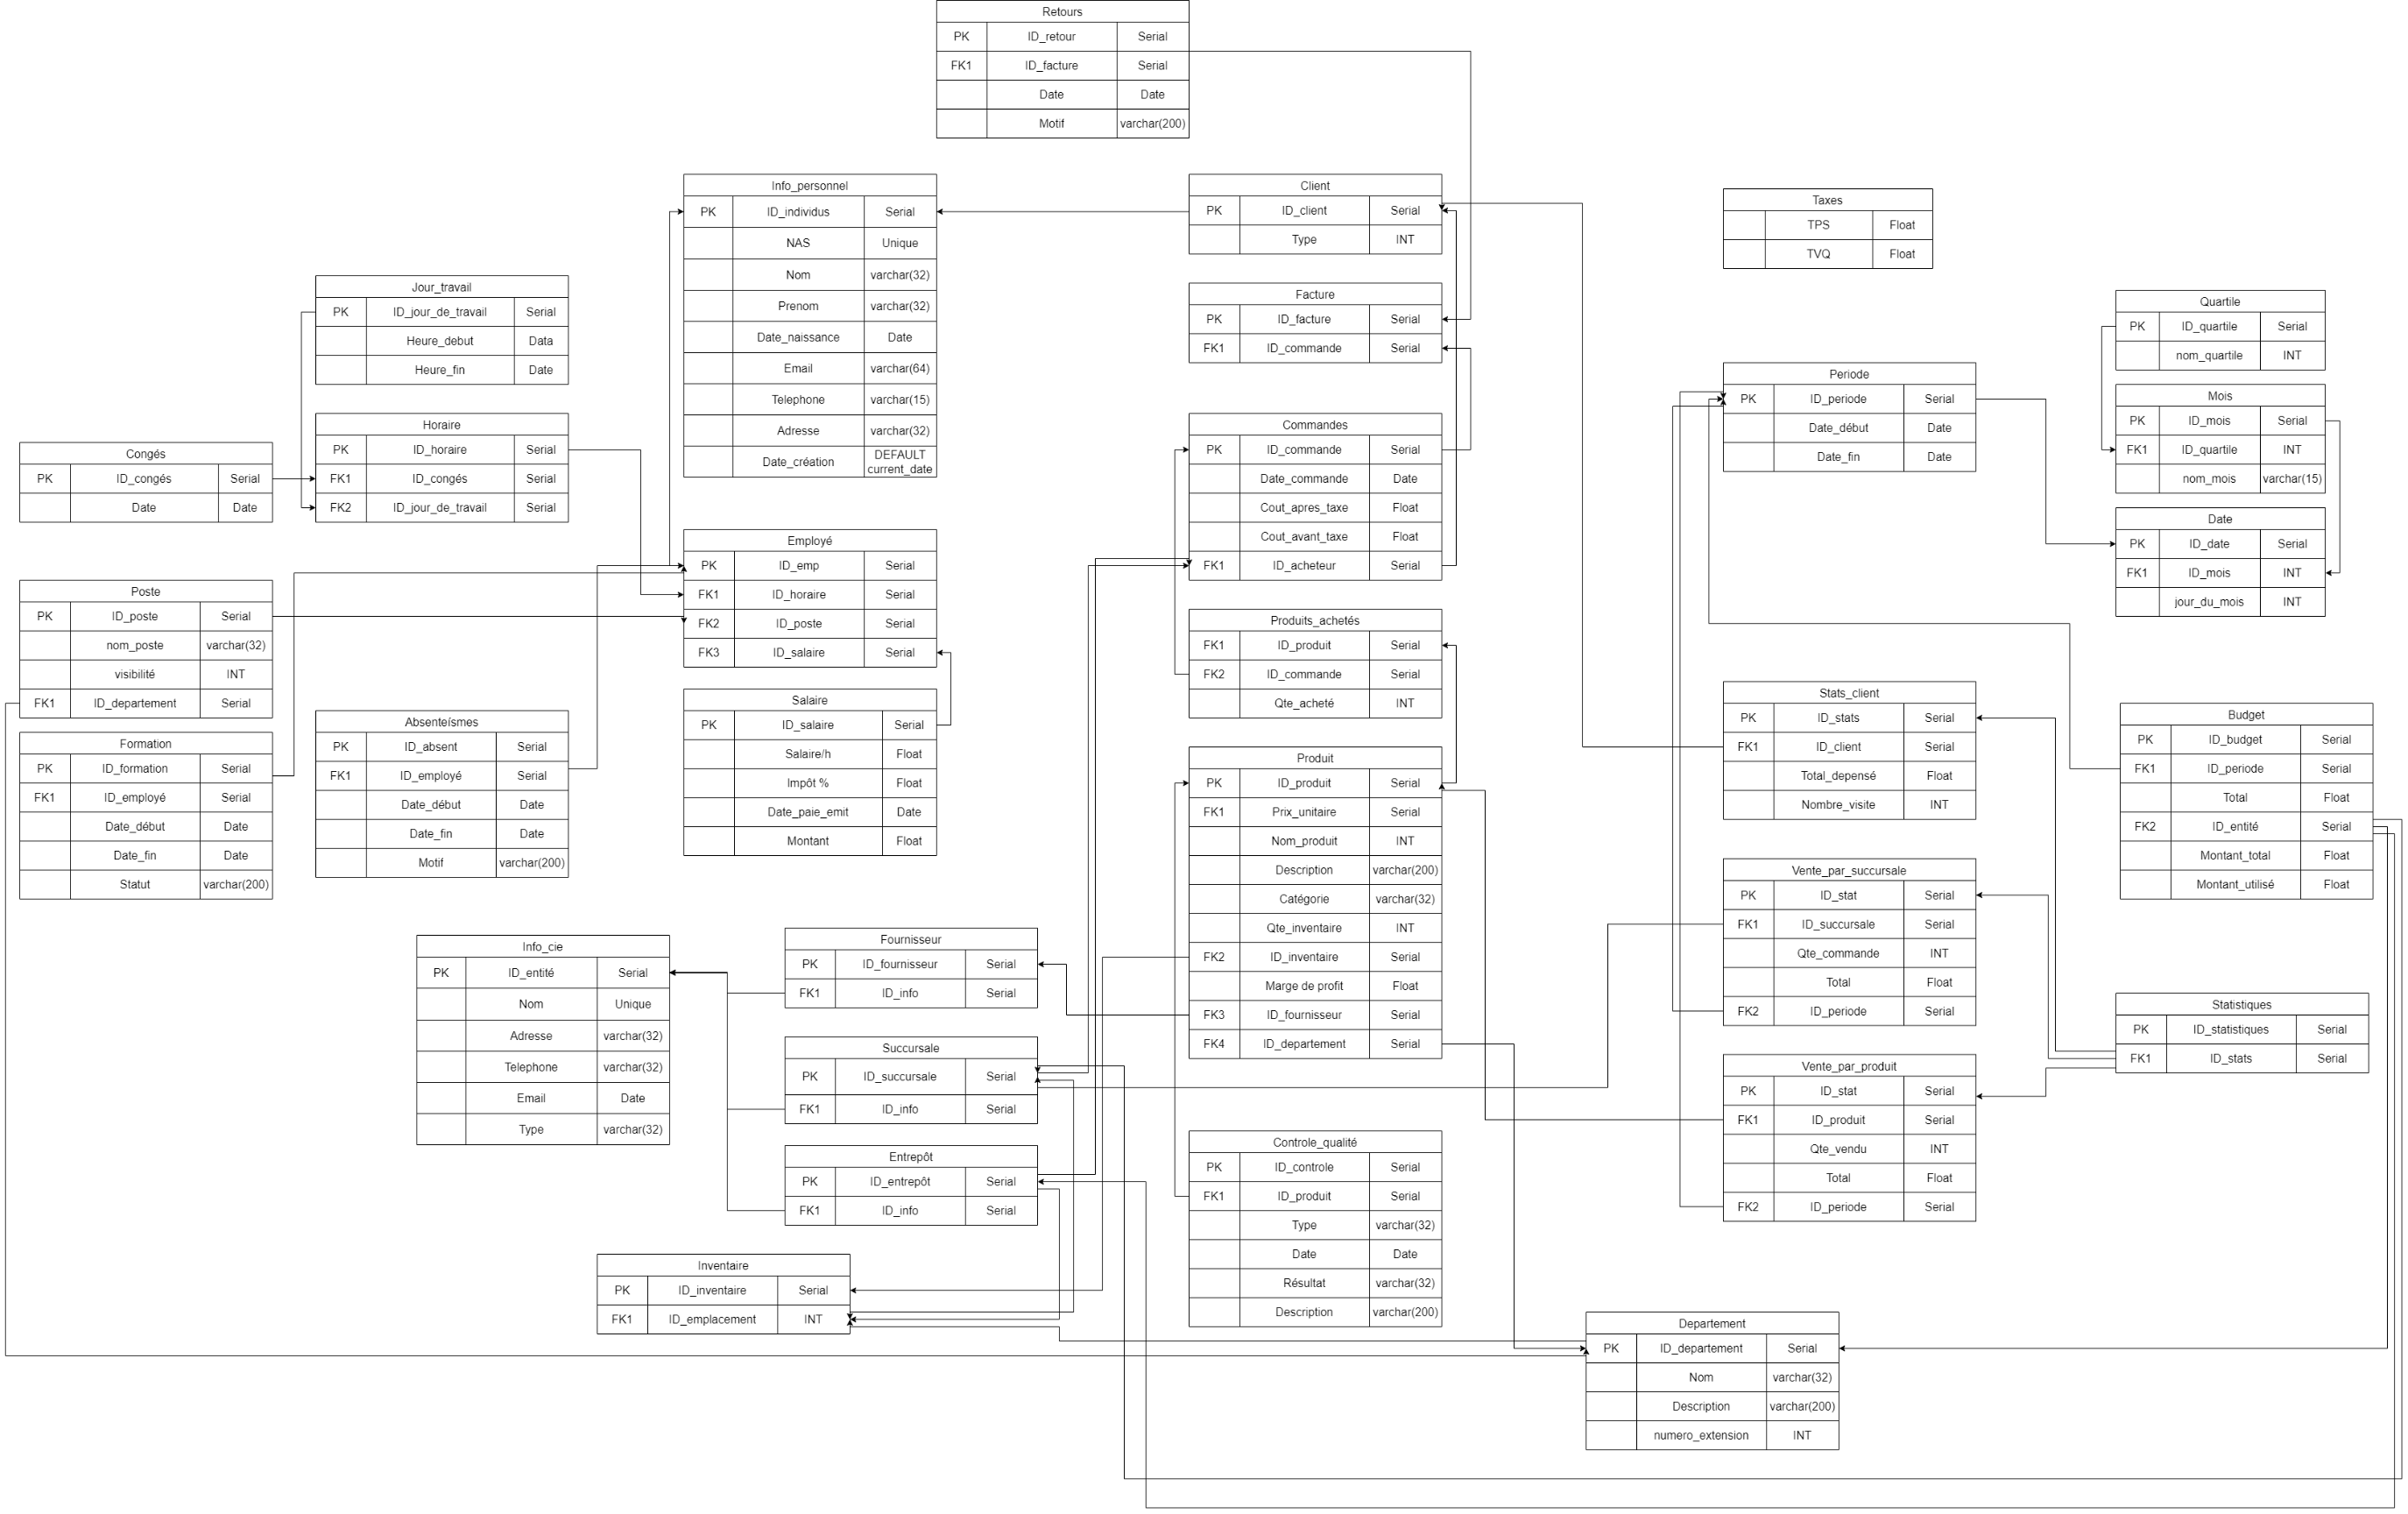 Retours
PK ID_retour Serial
FK1 ID_facture Serial
Date Date
Motif varchar(200)
Info_personnel
PK ID_individus Serial
NAS Unique
Nom varchar(32)
Prenom varchar(32)
Date_naissance Date
Email varchar(64)
Telephone varchar(15)
Adresse varchar(32)
Date_création DEFAULT
current_date
Client
PK ID_client Serial
Type INT
Taxes
TPS Float
TVQ Float
Jour_travail
PK ID_jour_de_travail Serial
Heure_debut Data
Heure_fin Date
Facture
PK ID_facture Serial
FK1 ID_commande Serial
Quartile
PK ID_quartile Serial
nom_quartile INT
Periode
PK ID_periode Serial
Date_début Date
Date_fin Date
Mois
PK ID_mois Serial
FK1 ID_quartile INT
nom_mois varchar(15)
Horaire
PK ID_horaire Serial
FK1 ID_congés Serial
FK2 ID_jour_de_travail Serial
Congés
PK ID_congés Serial
Date Date
Commandes
PK ID_commande Serial
Date_commande Date
Cout_apres_taxe Float
Cout_avant_taxe Float
FK1 ID_acheteur Serial
Date
PK ID_date Serial
FK1 ID_mois INT
jour_du_mois INT
Employé
PK ID_emp Serial
FK1 ID_horaire Serial
FK2 ID_poste Serial
FK3 ID_salaire Serial
Poste
PK ID_poste Serial
nom_poste varchar(32)
visibilité INT
FK1 ID_departement Serial
Produits_achetés
FK1 ID_produit Serial
FK2 ID_commande Serial
Qte_acheté INT
Stats_client
PK ID_stats Serial
FK1 ID_client Serial
Total_depensé Float
Nombre_visite INT
Salaire
PK ID_salaire Serial
Salaire/h Float
Impôt % Float
Date_paie_emit Date
Montant Float
Budget
PK ID_budget Serial
FK1 ID_periode Serial
Total Float
FK2 ID_entité Serial
Montant_total Float
Montant_utilisé Float
Absenteísmes
PK ID_absent Serial
FK1 ID_employé Serial
Date_début Date
Date_fin Date
Motif varchar(200)
Formation
PK ID_formation Serial
FK1 ID_employé Serial
Date_début Date
Date_fin Date
Statut varchar(200)
Produit
PK ID_produit Serial
FK1 Prix_unitaire Serial
Nom_produit INT
Description varchar(200)
Catégorie varchar(32)
Qte_inventaire INT
FK2 ID_inventaire Serial
Marge de profit Float
FK3 ID_fournisseur Serial
FK4 ID_departement Serial
Vente_par_succursale
PK ID_stat Serial
FK1 ID_succursale Serial
Qte_commande INT
Total Float
FK2 ID_periode Serial
Fournisseur
PK ID_fournisseur Serial
FK1 ID_info Serial
Info_cie
PK ID_entité Serial
Nom Unique
Adresse varchar(32)
Telephone varchar(32)
Email Date
Type varchar(32)
Statistiques
PK ID_statistiques Serial
FK1 ID_stats Serial
Succursale
PK ID_succursale Serial
FK1 ID_info Serial
Vente_par_produit
PK ID_stat Serial
FK1 ID_produit Serial
Qte_vendu INT
Total Float
FK2 ID_periode Serial
Controle_qualité
PK ID_controle Serial
FK1 ID_produit Serial
Type varchar(32)
Date Date
Résultat varchar(32)
Description varchar(200)
Entrepôt
PK ID_entrepôt Serial
FK1 ID_info Serial
Inventaire
PK ID_inventaire Serial
FK1 ID_emplacement INT
Departement
PK ID_departement Serial
Nom varchar(32)
Description varchar(200)
numero_extension INT